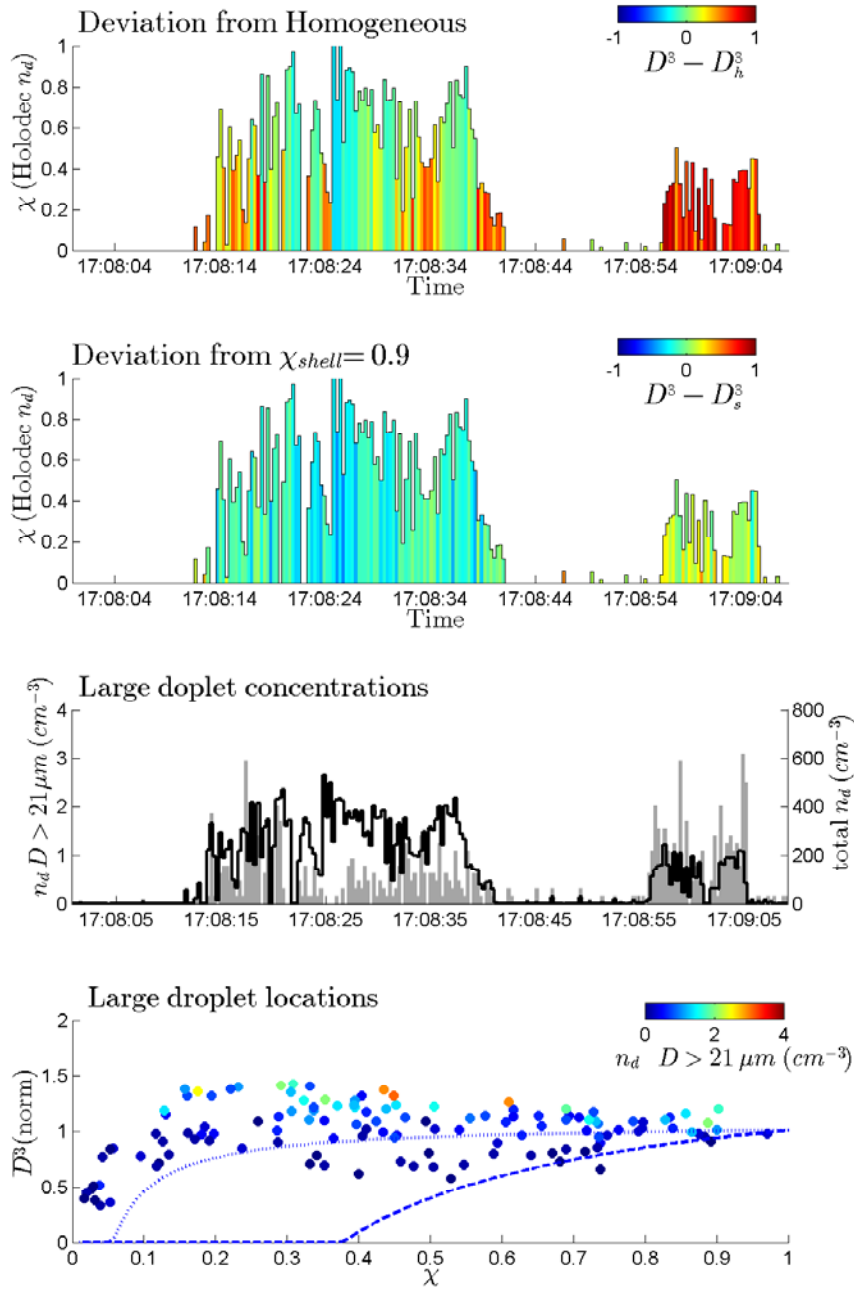 Deviation from Homogeneous
-1 0 1
D³ − D³ₕ
χ (Holodec n_d)
1
0.8
0.6
0.4
0.2
0
17:08:04 17:08:14 17:08:24 17:08:34 17:08:44 17:08:54 17:09:04
Time
Deviation from χ_shell= 0.9
-1 0 1
D³ − D³ₛ
χ (Holodec n_d)
1
0.8
0.6
0.4
0.2
0
17:08:04 17:08:14 17:08:24 17:08:34 17:08:44 17:08:54 17:09:04
Time
Large doplet concentrations
n_d D > 21 μm (cm⁻³)
4
3
2
1
0
800
600
400
200
0
total n_d (cm⁻³)
17:08:05 17:08:15 17:08:25 17:08:35 17:08:45 17:08:55 17:09:05
Large droplet locations
0 2 4
n_d D > 21 μm (cm⁻³)
D³(norm)
2
1.5
1
0.5
0
0 0.1 0.2 0.3 0.4 0.5 0.6 0.7 0.8 0.9 1
χ